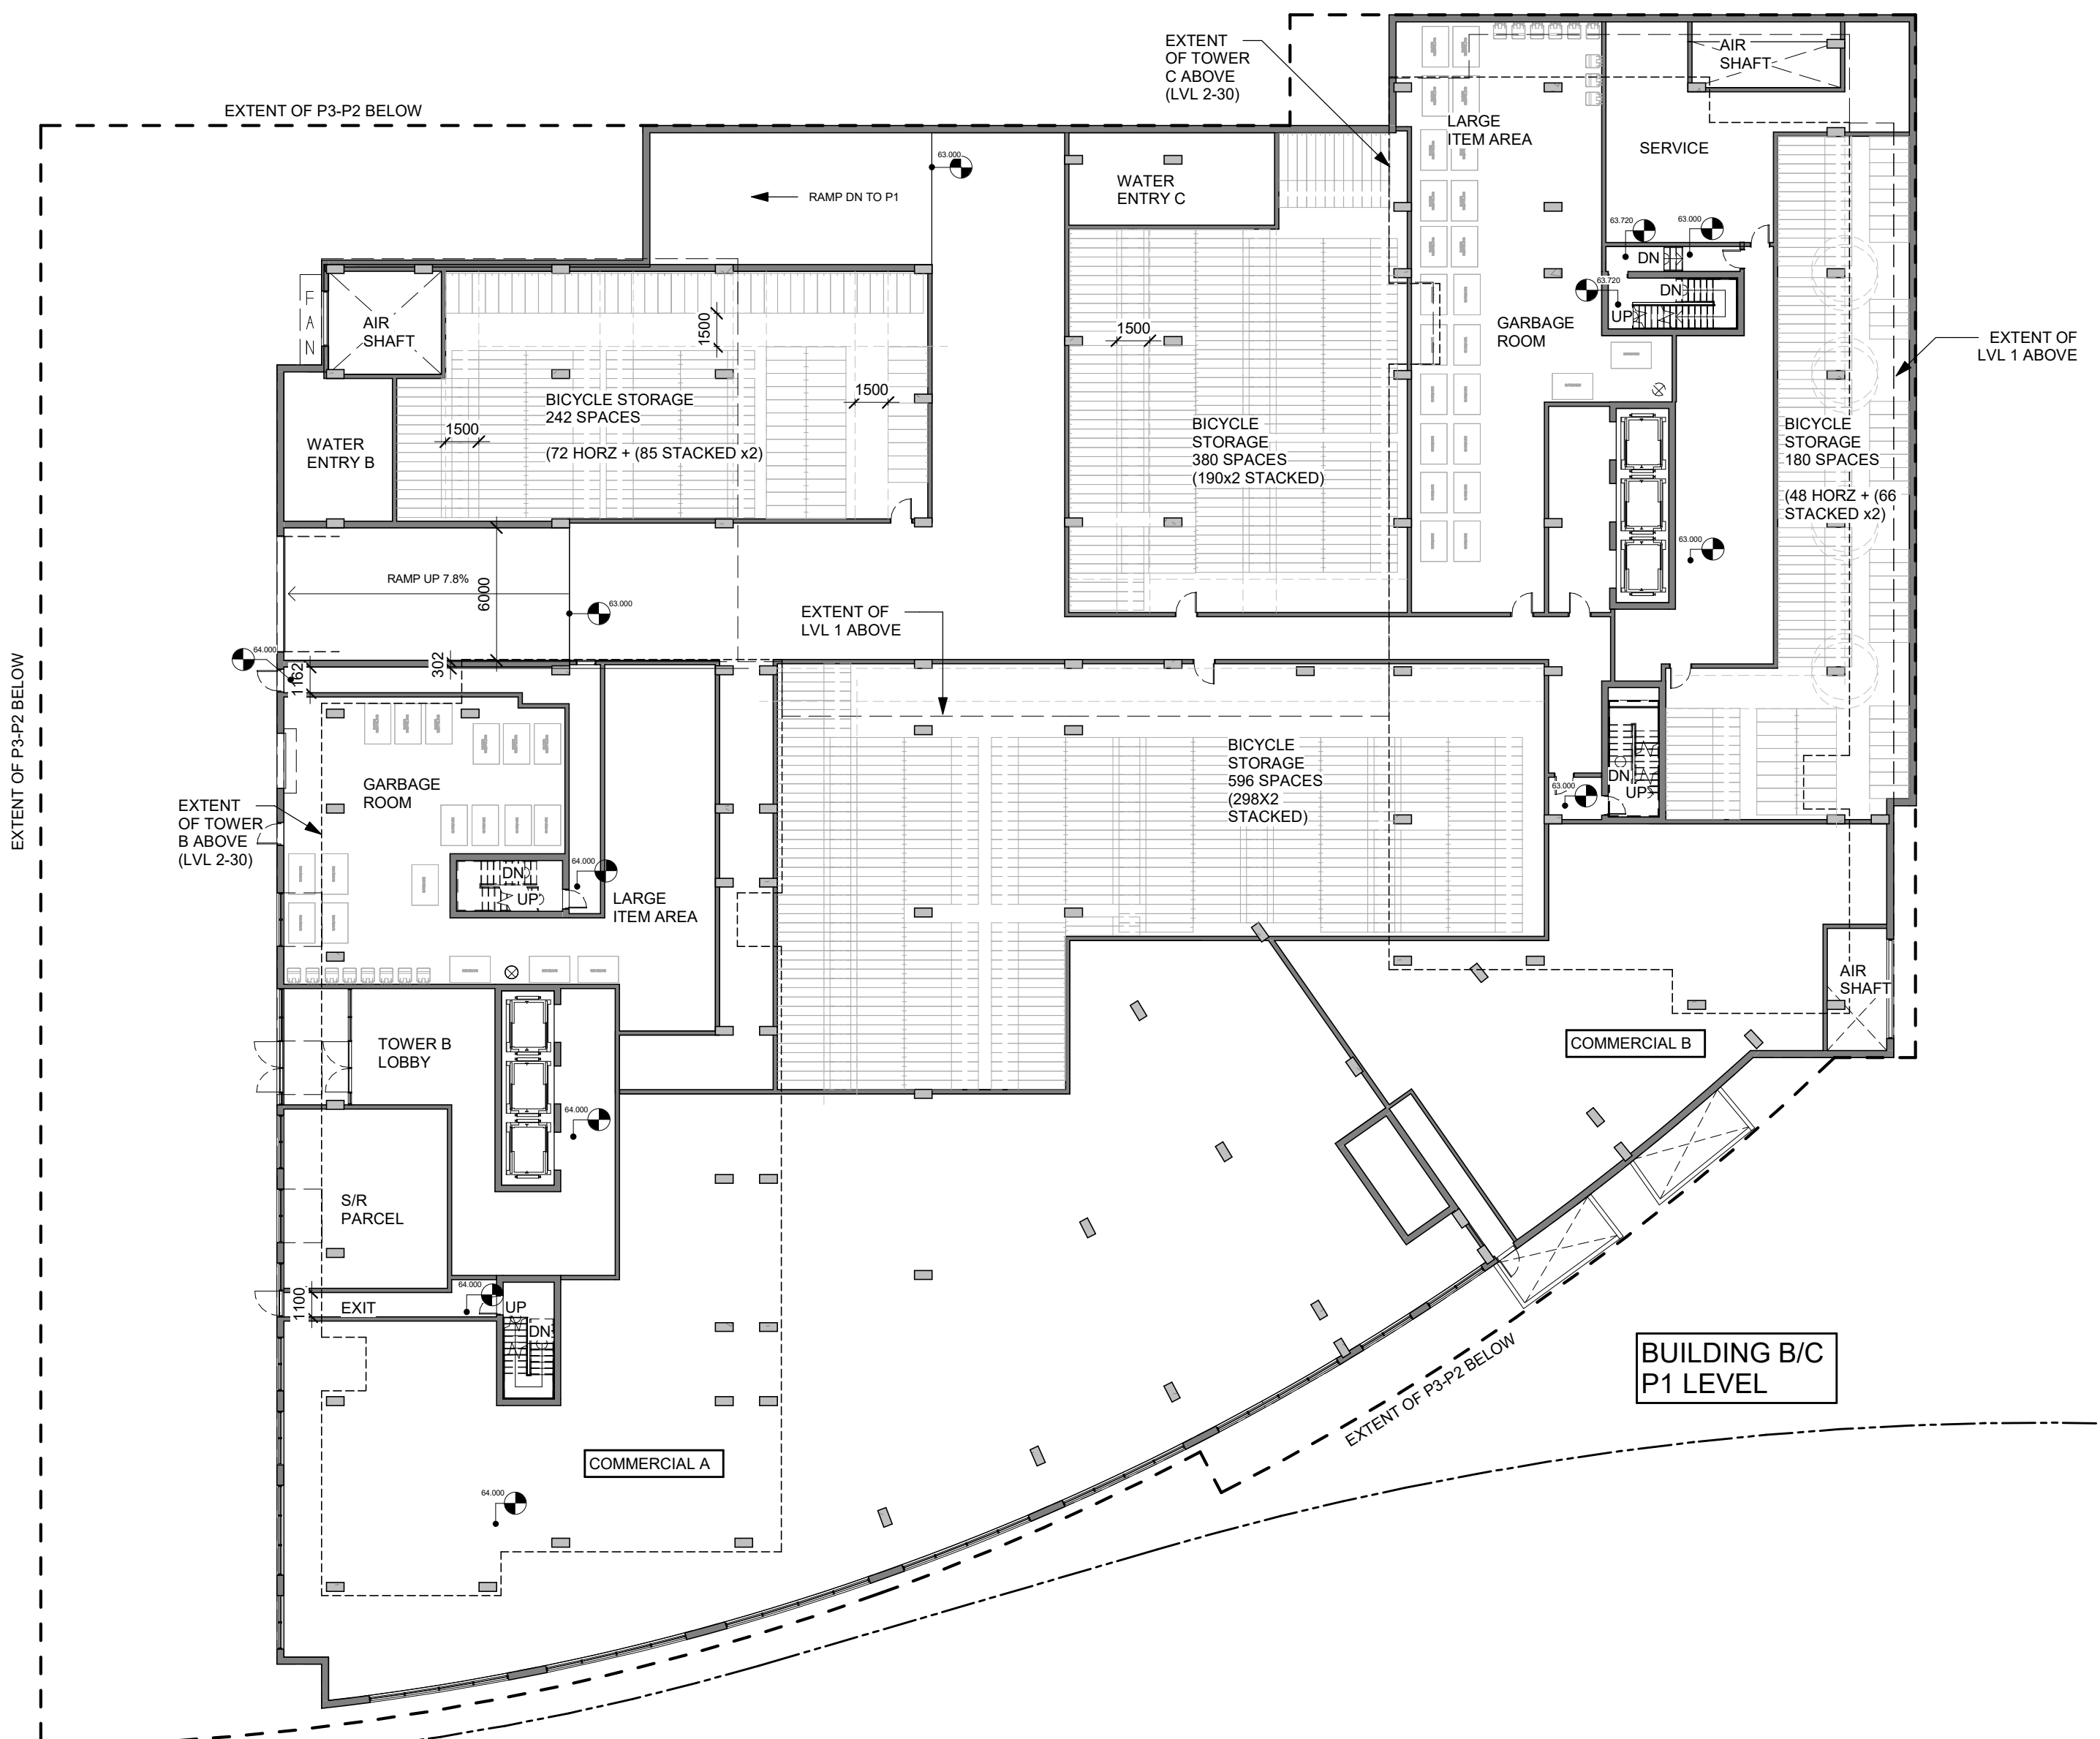 EXTENT
OF TOWER
C ABOVE
(LVL 2-30)
AIR
SHAFT
EXTENT OF P3-P2 BELOW
LARGE
ITEM AREA
SERVICE
63.000
WATER
ENTRY C
RAMP DN TO P1
63.720
63.000
DN
63.720
DN
UP
FAN
AIR
SHAFT
1500
1500
GARBAGE
ROOM
EXTENT OF
LVL 1 ABOVE
1500
BICYCLE STORAGE
242 SPACES
(72 HORZ + (85 STACKED x2)
1500
WATER
ENTRY B
BICYCLE
STORAGE
380 SPACES
(190x2 STACKED)
BICYCLE
STORAGE
180 SPACES
(48 HORZ + (66
STACKED x2)
63.000
RAMP UP 7.8%
6000
63.000
EXTENT OF
LVL 1 ABOVE
EXTENT OF P3-P2 BELOW
64.000
1162
302
BICYCLE
STORAGE
596 SPACES
(298X2
STACKED)
DN
UP
63.000
GARBAGE
ROOM
EXTENT
OF TOWER
B ABOVE
(LVL 2-30)
64.000
DN
UP
LARGE
ITEM AREA
AIR
SHAFT
TOWER B
LOBBY
COMMERCIAL B
64.000
S/R
PARCEL
64.000
1100
EXIT
UP
DN
BUILDING B/C
P1 LEVEL
EXTENT OF P3-P2 BELOW
COMMERCIAL A
64.000